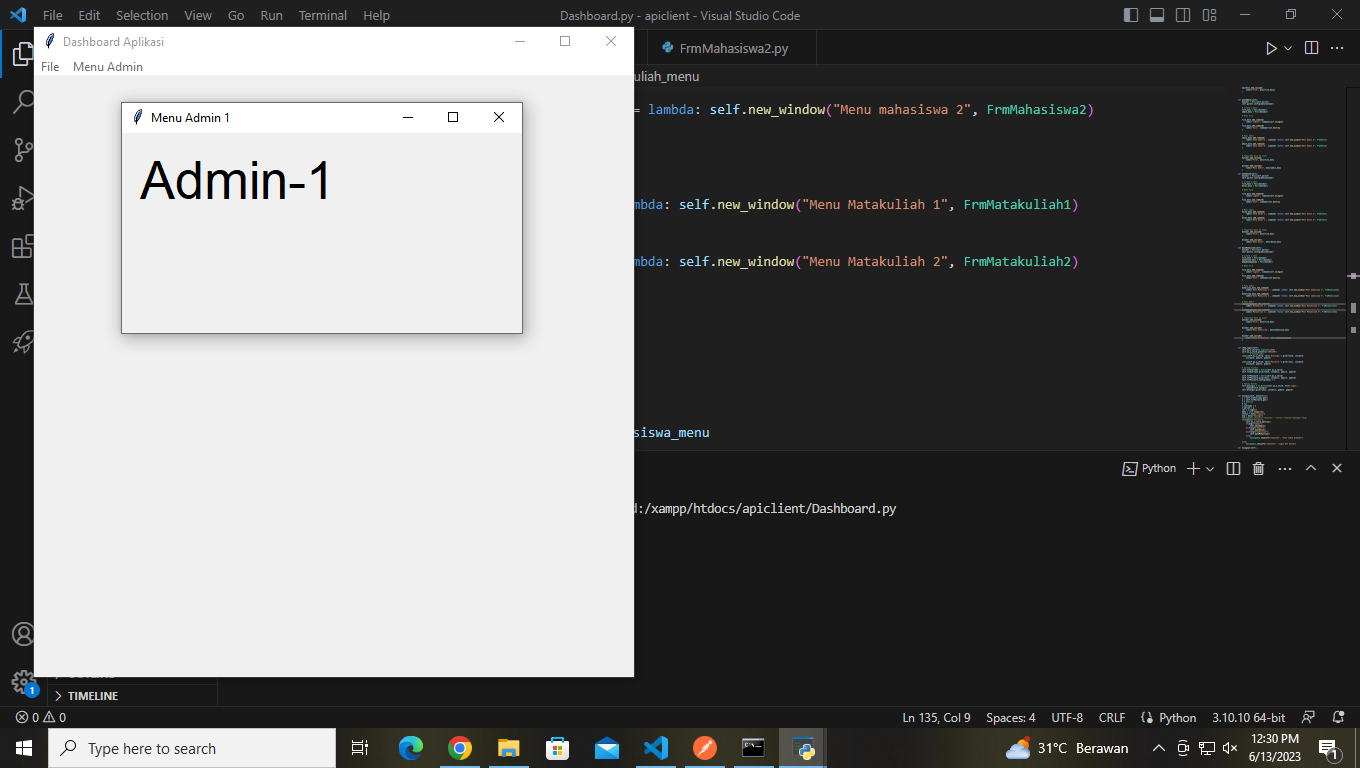 File Edit Selection View Go Run Terminal Help Dashboard.py - apiclient - Visual Studio Code
Dashboard Aplikasi
File Menu Admin
FrmMahasiswa2.py
uliah_menu
Menu Admin 1
Admin-1
= lambda: self.new_window("Menu mahasiswa 2", FrmMahasiswa2)
mbda: self.new_window("Menu Matakuliah 1", FrmMatakuliah1)
mbda: self.new_window("Menu Matakuliah 2", FrmMatakuliah2)
siswa_menu
Python
d:/xampp/htdocs/apiclient/Dashboard.py
1
TIMELINE
0 0 Ln 135, Col 9 Spaces: 4 UTF-8 CRLF Python 3.10.10 64-bit
Type here to search 31°C Berawan 12:30 PM
6/13/2023
1